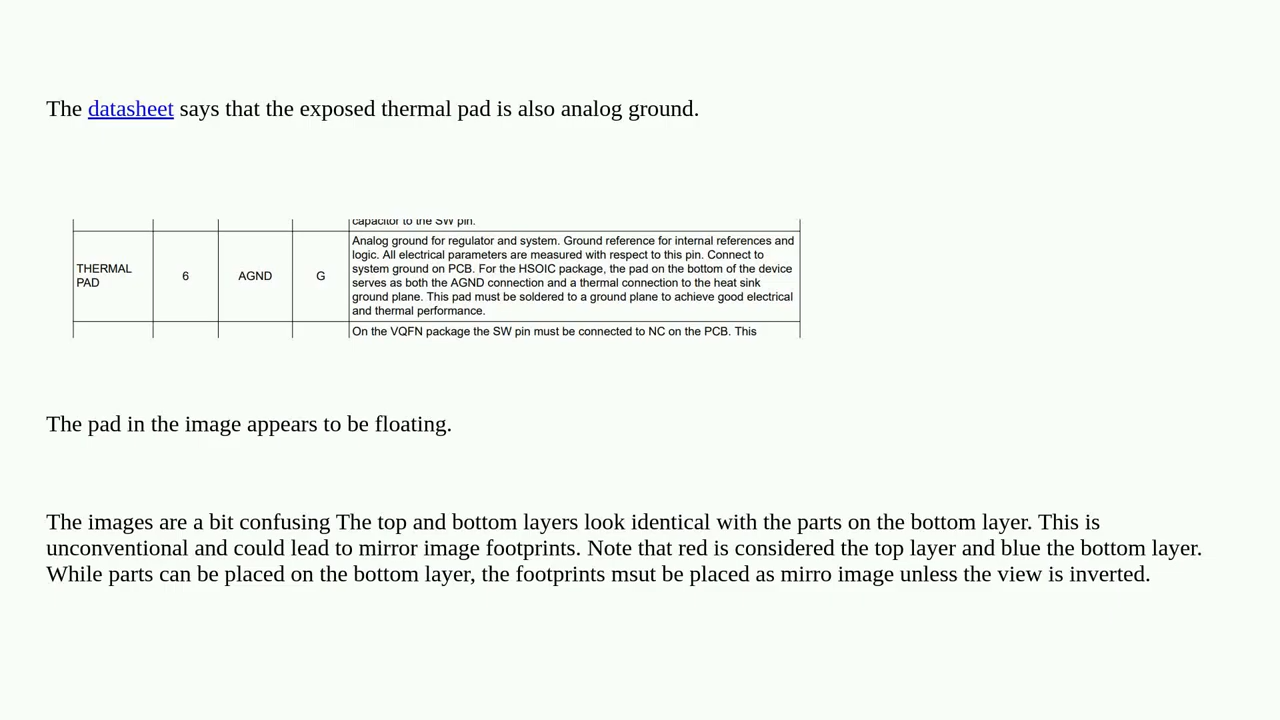 The datasheet says that the exposed thermal pad is also analog ground.
capacitor to the SW pin.
THERMAL PAD
6
AGND
G
Analog ground for regulator and system. Ground reference for internal references and
logic. All electrical parameters are measured with respect to this pin. Connect to
system ground on PCB. For the HSOIC package, the pad on the bottom of the device
serves as both the AGND connection and a thermal connection to the heat sink
ground plane. This pad must be soldered to a ground plane to achieve good electrical
and thermal performance.
On the VQFN package the SW pin must be connected to NC on the PCB. This
The pad in the image appears to be floating.
The images are a bit confusing The top and bottom layers look identical with the parts on the bottom layer. This is
unconventional and could lead to mirror image footprints. Note that red is considered the top layer and blue the bottom layer.
While parts can be placed on the bottom layer, the footprints msut be placed as mirro image unless the view is inverted.